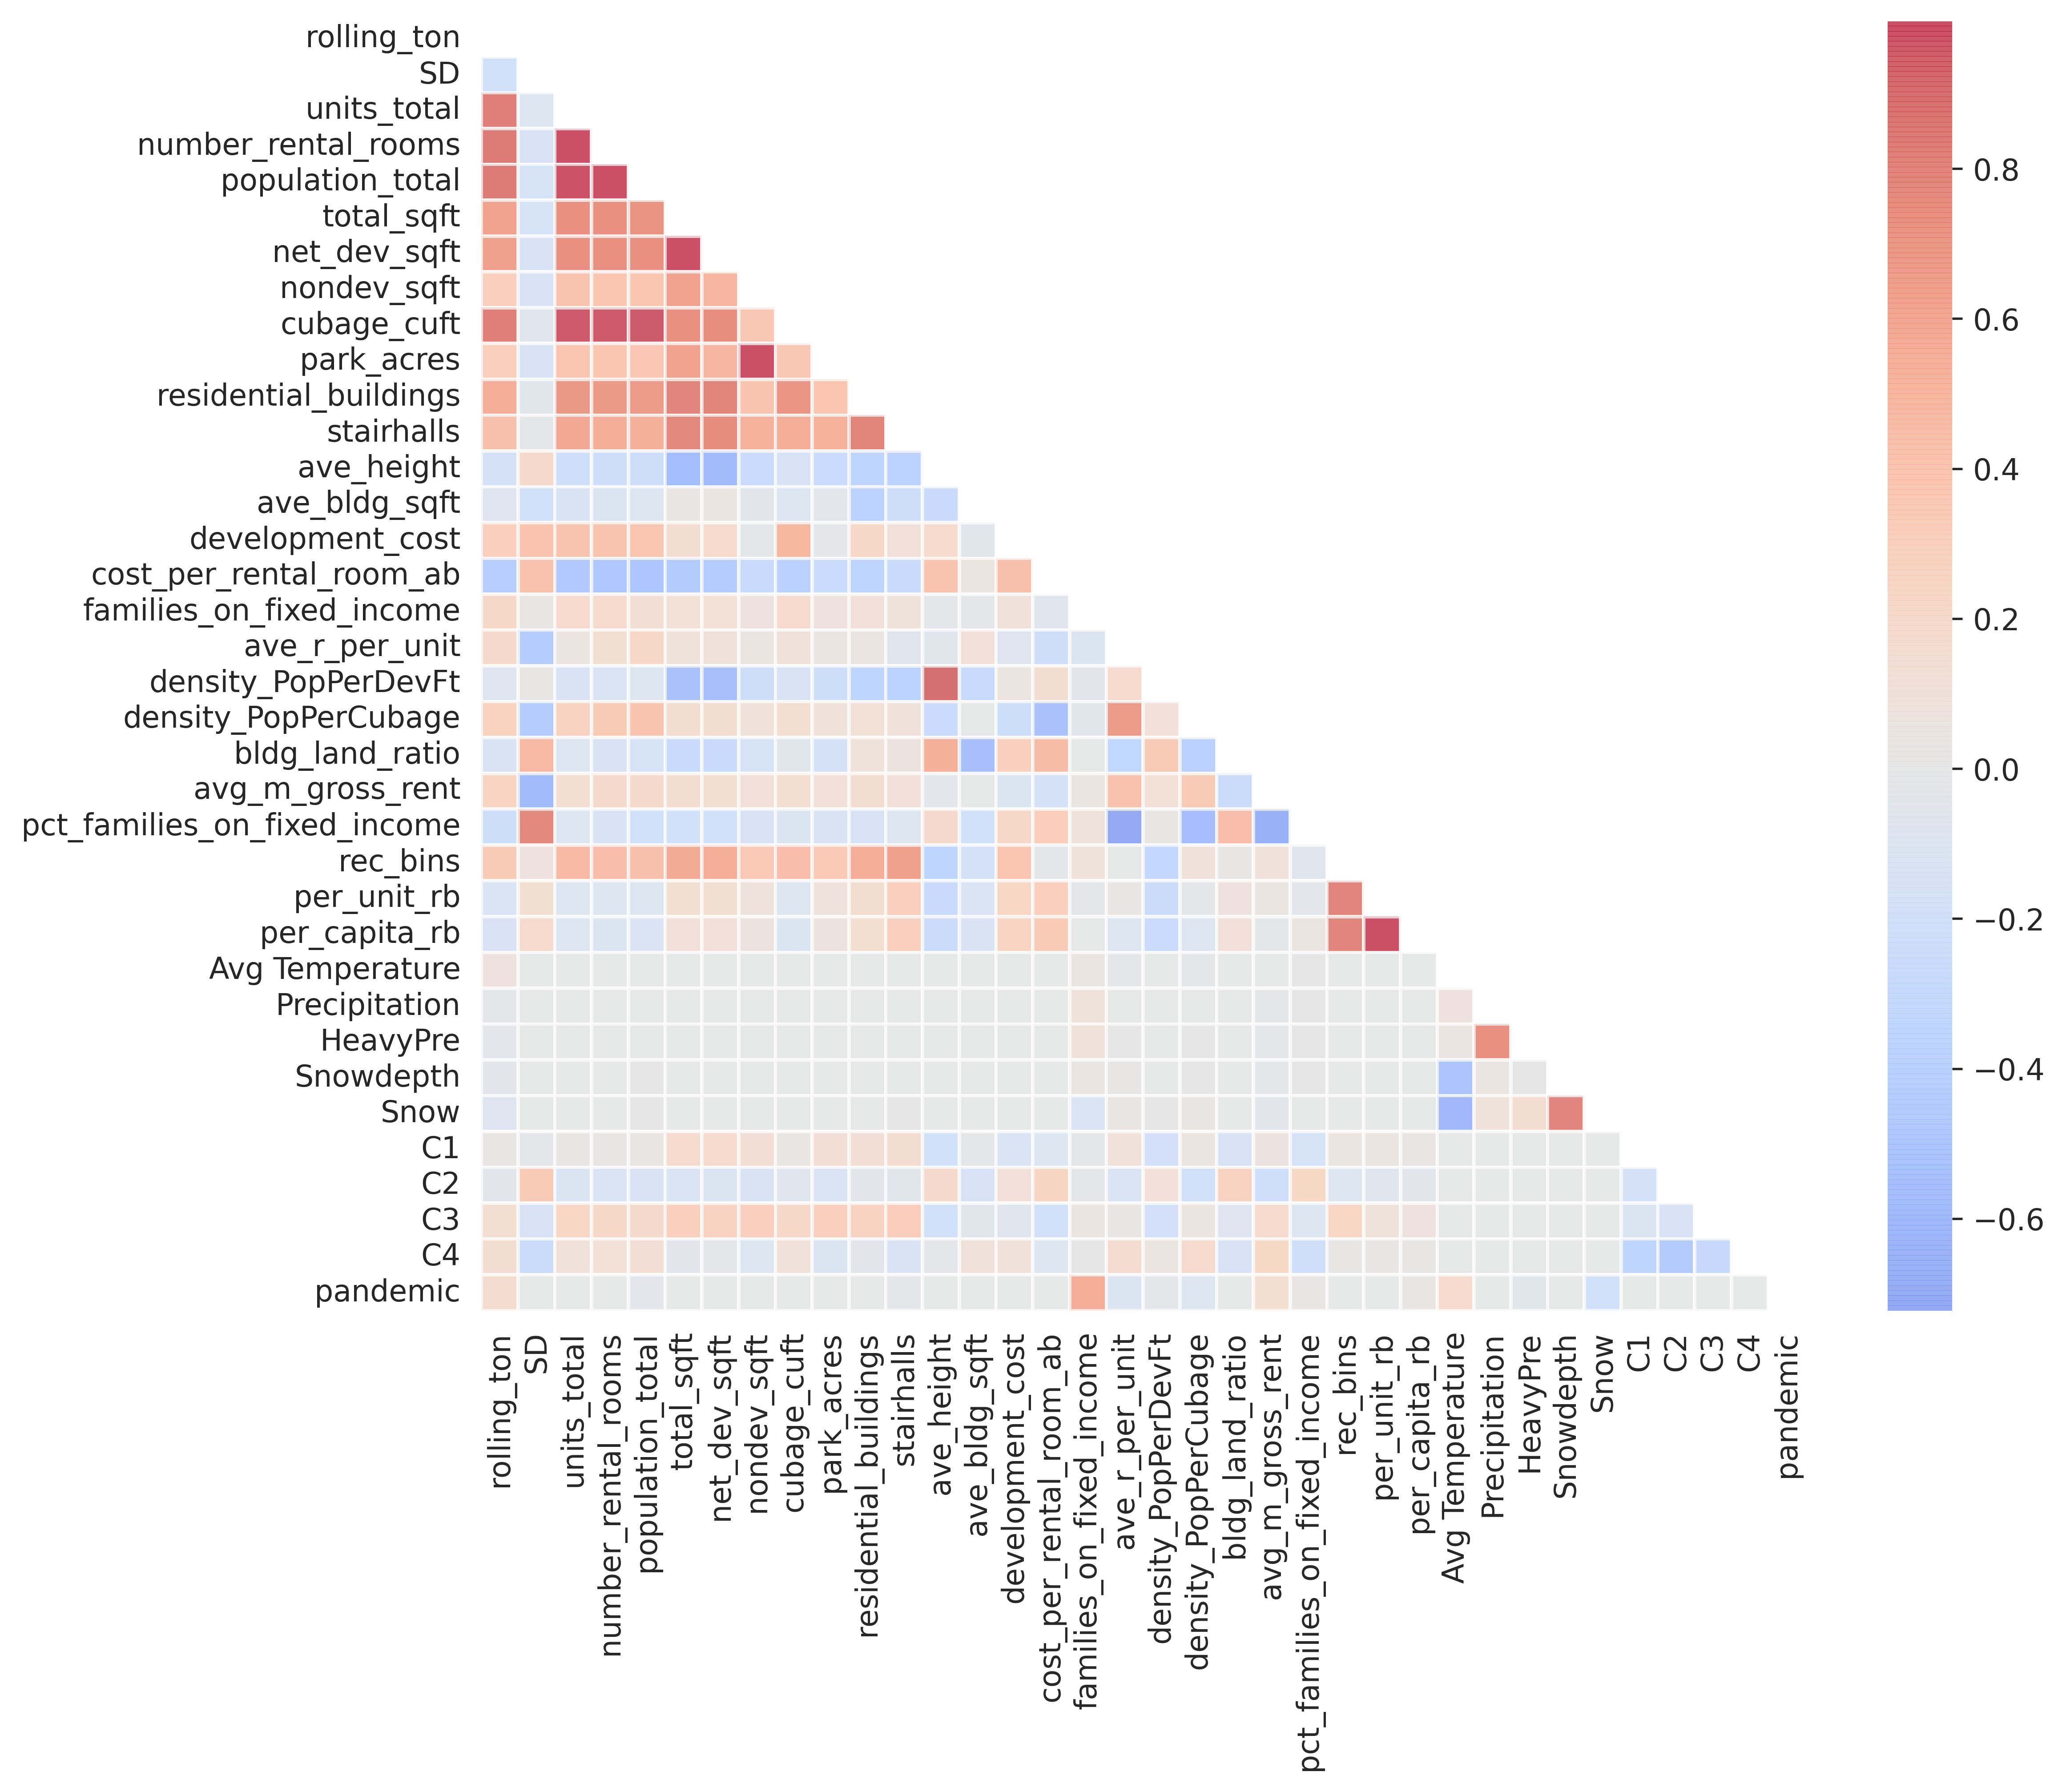 rolling_ton
SD
units_total
number_rental_rooms
population_total
total_sqft
net_dev_sqft
nondev_sqft
cubage_cuft
park_acres
residential_buildings
stairhalls
ave_height
ave_bldg_sqft
development_cost
cost_per_rental_room_ab
families_on_fixed_income
ave_r_per_unit
density_PopPerDevFt
density_PopPerCubage
bldg_land_ratio
avg_m_gross_rent
pct_families_on_fixed_income
rec_bins
per_unit_rb
per_capita_rb
Avg Temperature
Precipitation
HeavyPre
Snowdepth
Snow
C1
C2
C3
C4
pandemic
rolling_ton
SD
units_total
number_rental_rooms
population_total
total_sqft
net_dev_sqft
nondev_sqft
cubage_cuft
park_acres
residential_buildings
stairhalls
ave_height
ave_bldg_sqft
development_cost
cost_per_rental_room_ab
families_on_fixed_income
ave_r_per_unit
density_PopPerDevFt
density_PopPerCubage
bldg_land_ratio
avg_m_gross_rent
pct_families_on_fixed_income
rec_bins
per_unit_rb
per_capita_rb
Avg Temperature
Precipitation
HeavyPre
Snowdepth
Snow
C1
C2
C3
C4
pandemic
0.8
0.6
0.4
0.2
0.0
−0.2
−0.4
−0.6